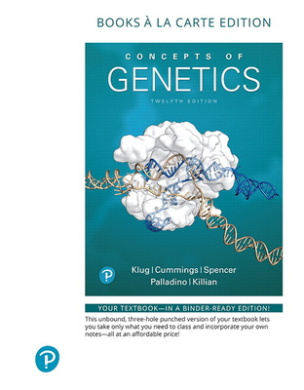 BOOKS À LA CARTE EDITION
CONCEPTS OF
GENETICS
TWELFTH EDITION
Klug | Cummings | Spencer
Palladino | Killian
P
YOUR TEXTBOOK—IN A BINDER-READY EDITION!
This unbound, three-hole punched version of your textbook lets
you take only what you need to class and incorporate your own
notes—all at an affordable price!
P